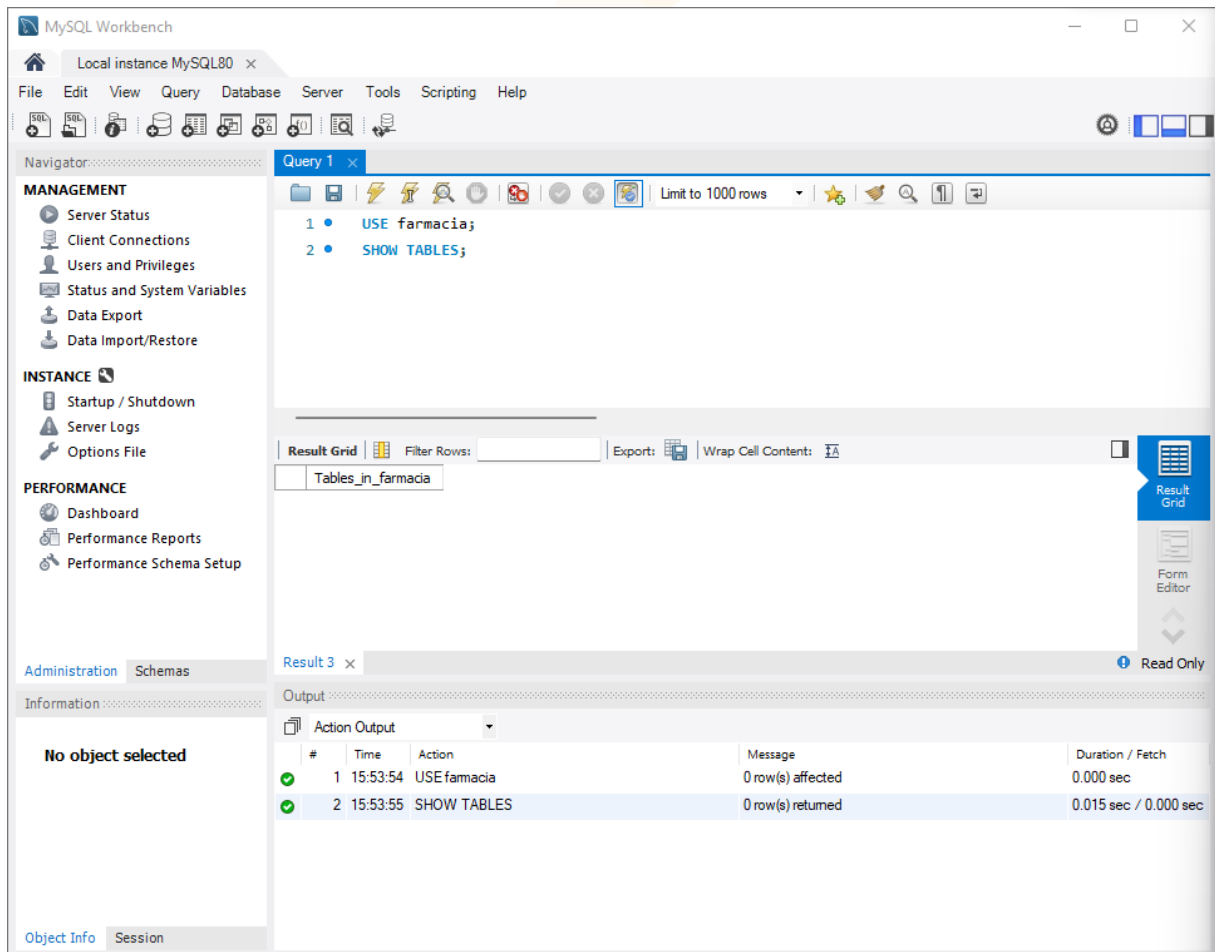 MySQL Workbench
Local instance MySQL80
File Edit View Query Database Server Tools Scripting Help
SQL SQL
Navigator
MANAGEMENT
Server Status
Client Connections
Users and Privileges
Status and System Variables
Data Export
Data Import/Restore
INSTANCE
Startup / Shutdown
Server Logs
Options File
PERFORMANCE
Dashboard
Performance Reports
Performance Schema Setup
Administration Schemas
Information
No object selected
Object Info Session
Query 1
Limit to 1000 rows
1 USE farmacia;
2 SHOW TABLES;
Result Grid Filter Rows: Export: Wrap Cell Content: IA
Tables_in_farmacia
Result
Grid
Form
Editor
Result 3 Read Only
Output
Action Output
# Time Action Message Duration / Fetch
1 15:53:54 USE farmacia 0 row(s) affected 0.000 sec
2 15:53:55 SHOW TABLES 0 row(s) returned 0.015 sec / 0.000 sec